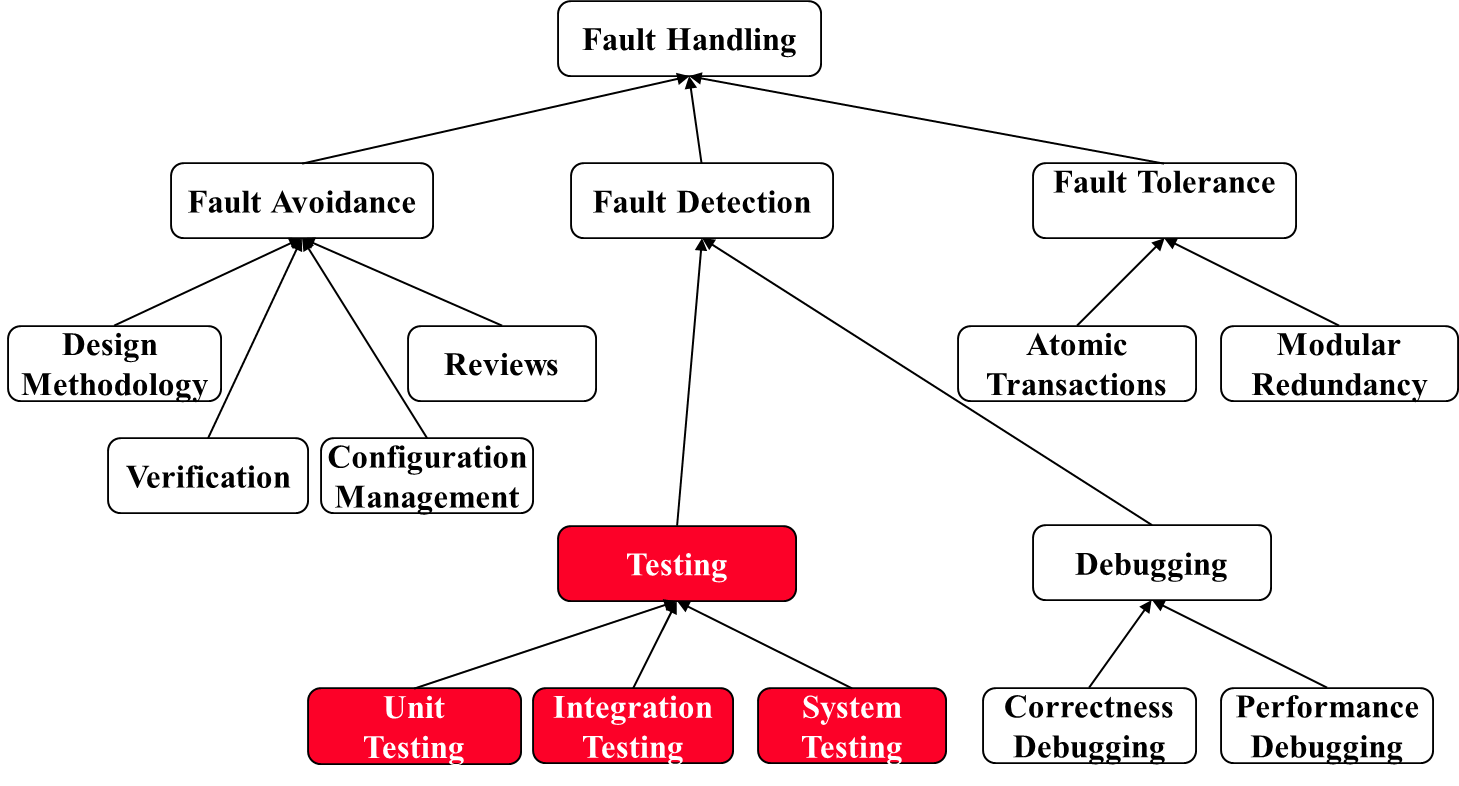 Fault Handling
Fault Avoidance
Fault Detection
Fault Tolerance
Design
Methodology
Reviews
Atomic
Transactions
Modular
Redundancy
Verification
Configuration
Management
Testing
Debugging
Unit
Testing
Integration
Testing
System
Testing
Correctness
Debugging
Performance
Debugging